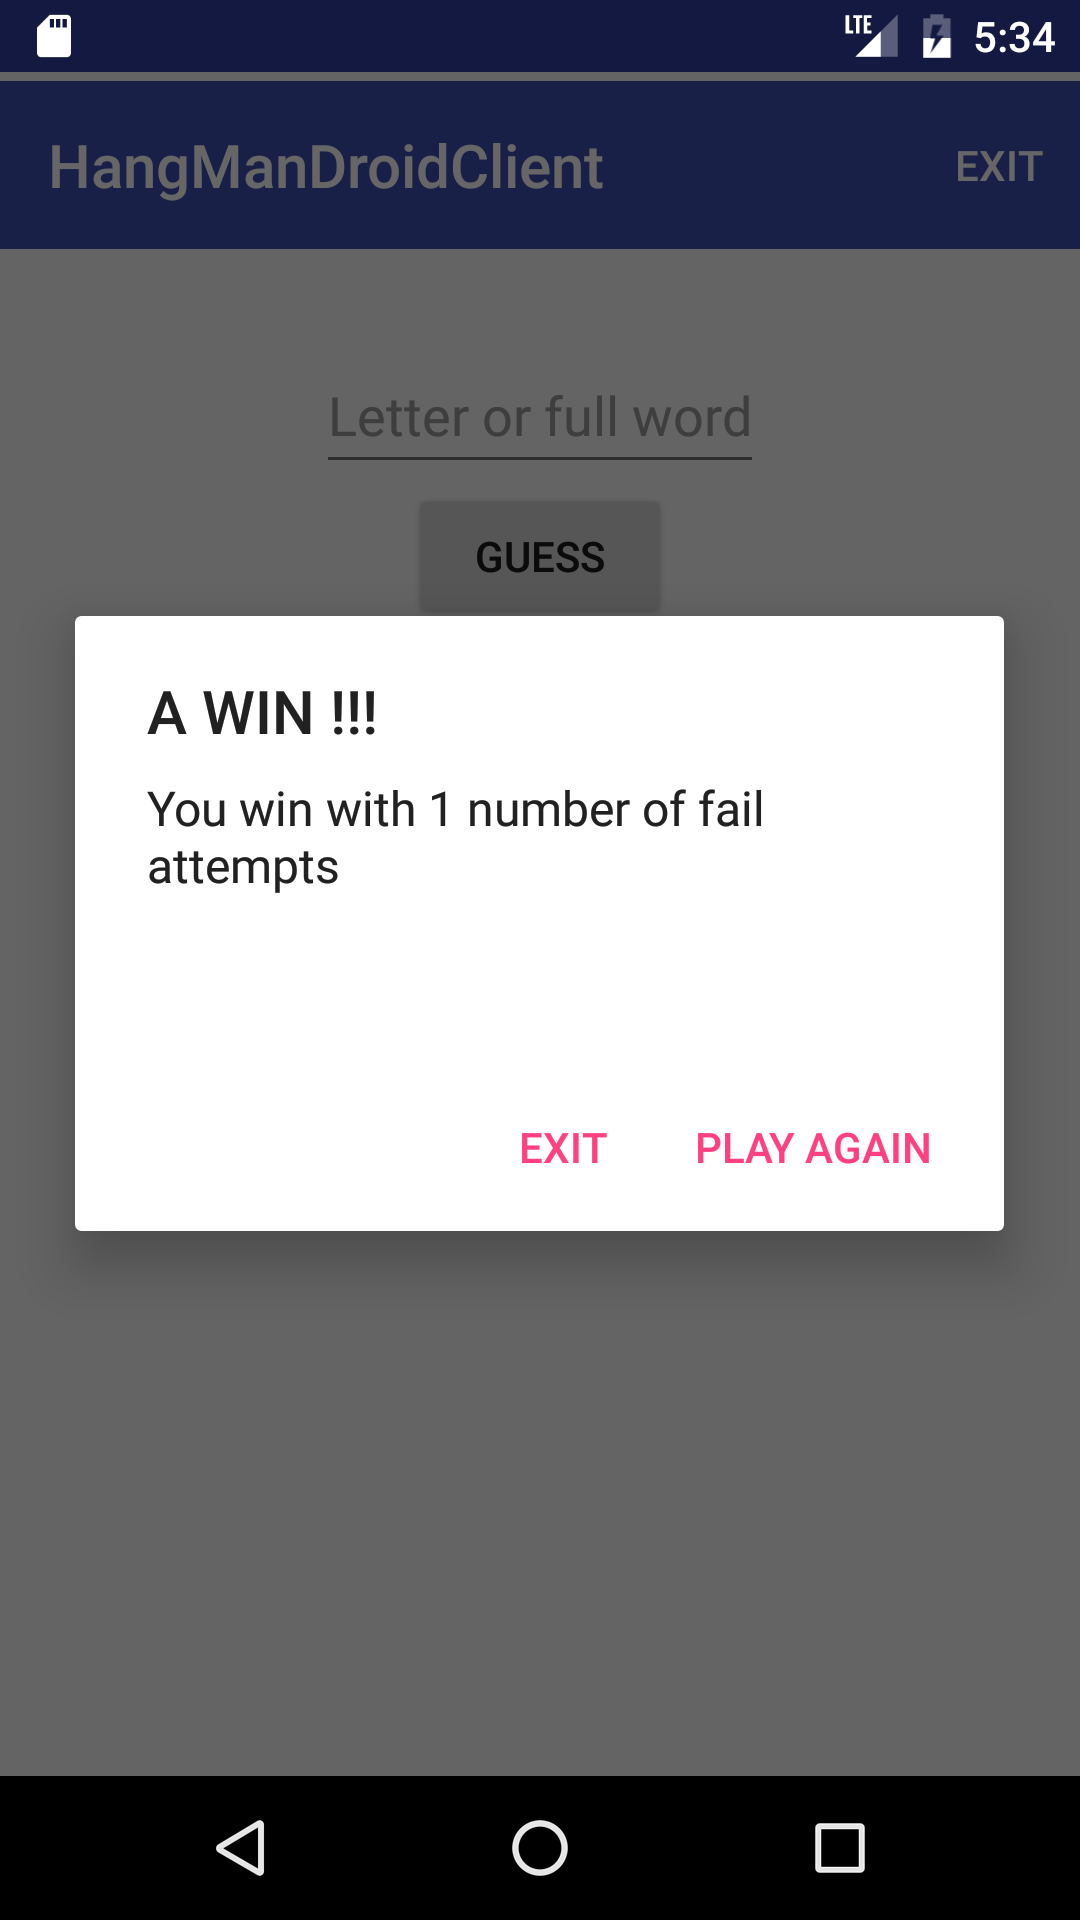 LTE 5:34
HangManDroidClient EXIT
Letter or full word
GUESS
A WIN !!!
You win with 1 number of fail
attempts
EXIT PLAY AGAIN